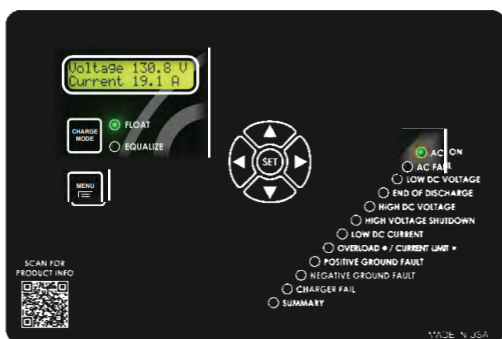 Voltage 130.8 V
Current 19.1 A
CHARGE
MODE
FLOAT
EQUALIZE
MENU
SET
AC ON
AC FAIL
LOW DC VOLTAGE
END OF DISCHARGE
HIGH DC VOLTAGE
HIGH VOLTAGE SHUTDOWN
LOW DC CURRENT
OVERLOAD + / CURRENT LIMIT *
POSITIVE GROUND FAULT
NEGATIVE GROUND FAULT
CHARGER FAIL
SUMMARY
SCAN FOR
PRODUCT INFO
MADE IN USA